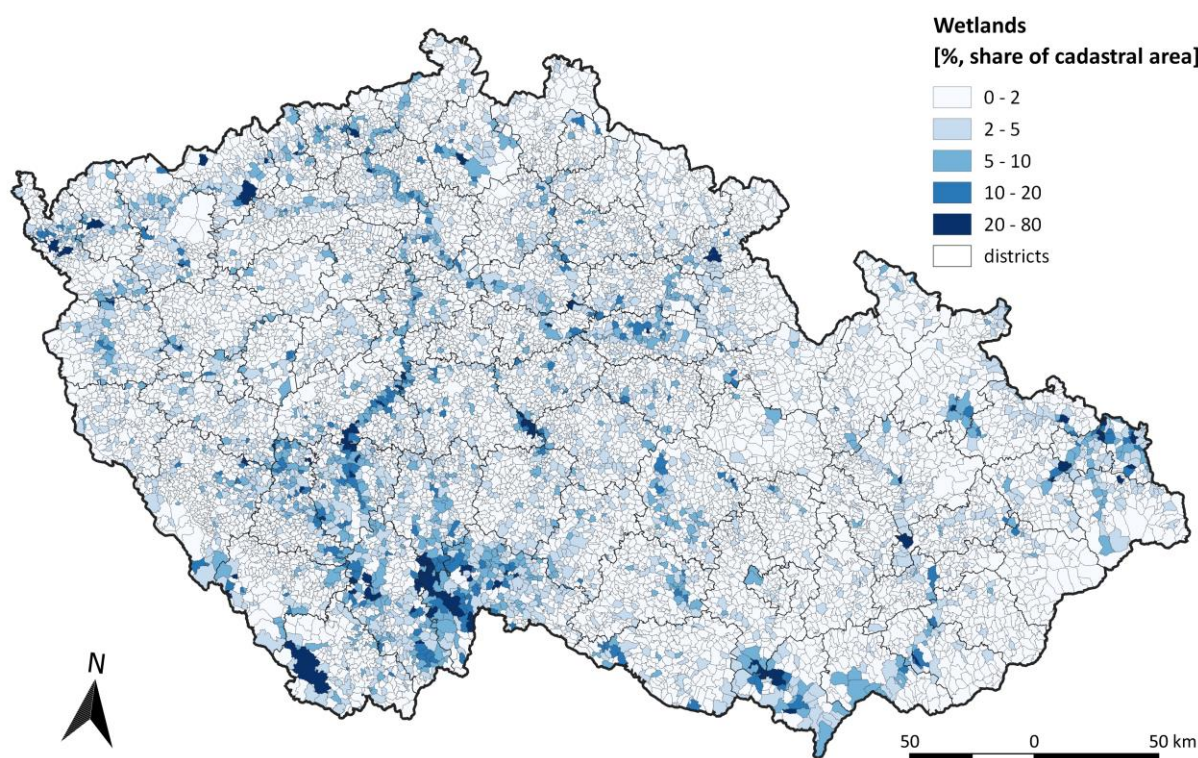 Wetlands
[%, share of cadastral area]
0 - 2
2 - 5
5 - 10
10 - 20
20 - 80
districts
N
50 0 50 km